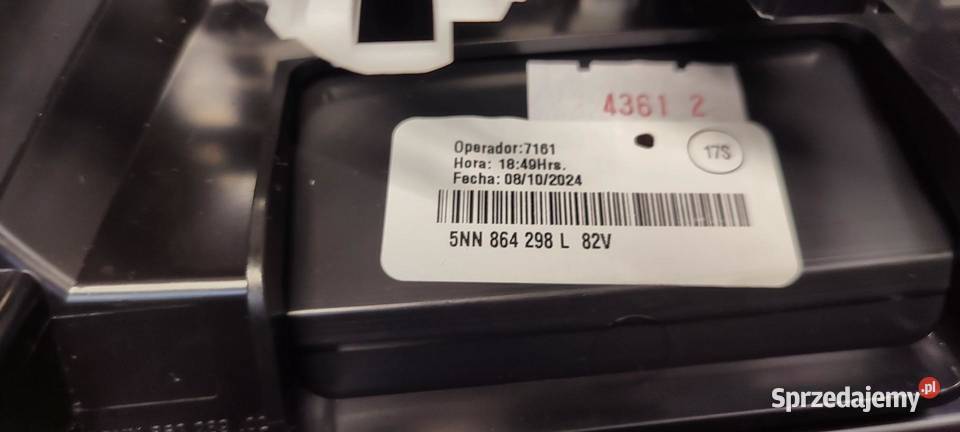 4361 2
Operador:7161
Hora: 18:49Hrs.
Fecha: 08/10/2024
17S
5NN 864 298 L 82V
Sprzedajemy.pl